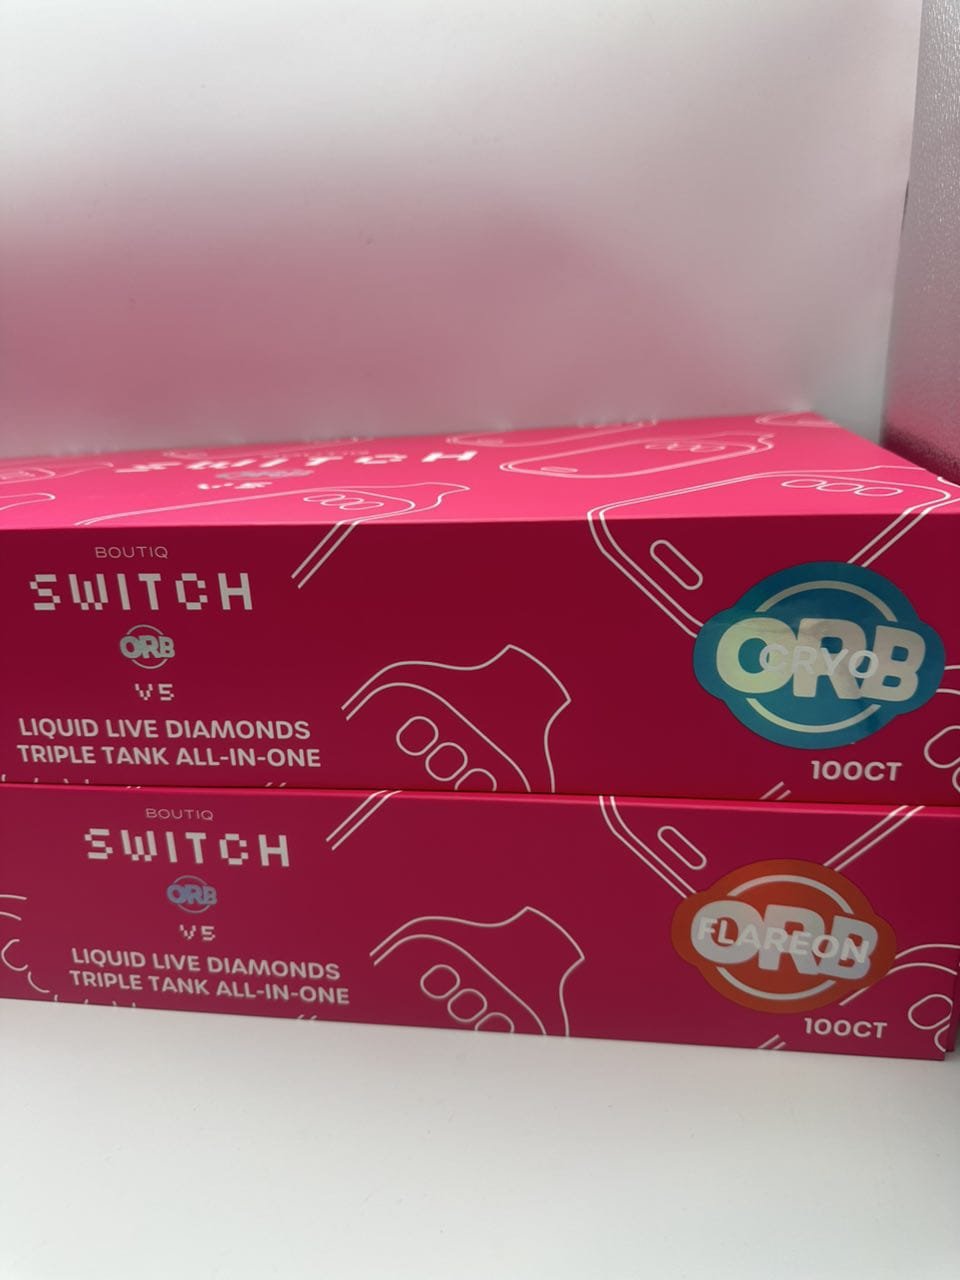 SWITCH
V5
BOUTIQ
SWITCH
ORB
V5
LIQUID LIVE DIAMONDS
TRIPLE TANK ALL-IN-ONE
ORB
CRYO
100CT
BOUTIQ
SWITCH
ORB
V5
LIQUID LIVE DIAMONDS
TRIPLE TANK ALL-IN-ONE
ORB
FLAREON
100CT